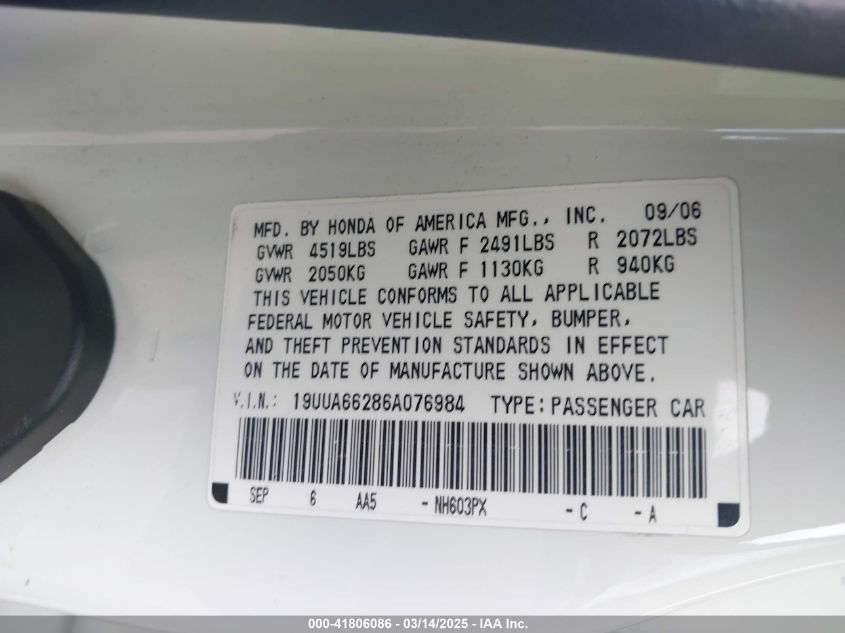 MFD. BY HONDA OF AMERICA MFG., INC. 09/06
GVWR 4519LBS GAWR F 2491LBS R 2072LBS
GVWR 2050KG GAWR F 1130KG R 940KG
THIS VEHICLE CONFORMS TO ALL APPLICABLE
FEDERAL MOTOR VEHICLE SAFETY, BUMPER,
AND THEFT PREVENTION STANDARDS IN EFFECT
ON THE DATE OF MANUFACTURE SHOWN ABOVE.
V.I.N.: 19UUA66286A076984 TYPE: PASSENGER CAR
SEP 6 AA5 - NH603PX - C - A
000-41806086 - 03/14/2025 - IAA Inc.